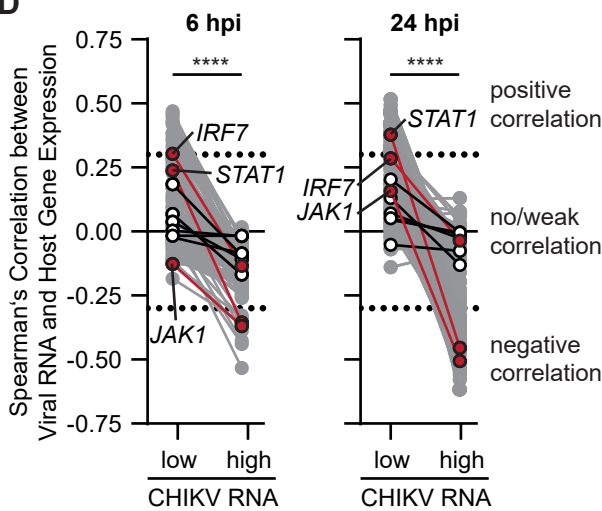 D
6 hpi
24 hpi
Spearman's Correlation between
Viral RNA and Host Gene Expression
0.75
0.50
0.25
0.00
-0.25
-0.50
-0.75
****
IRF7
STAT1
JAK1
****
STAT1
IRF7
JAK1
positive
correlation
no/weak
correlation
negative
correlation
low
high
low
high
CHIKV RNA
CHIKV RNA